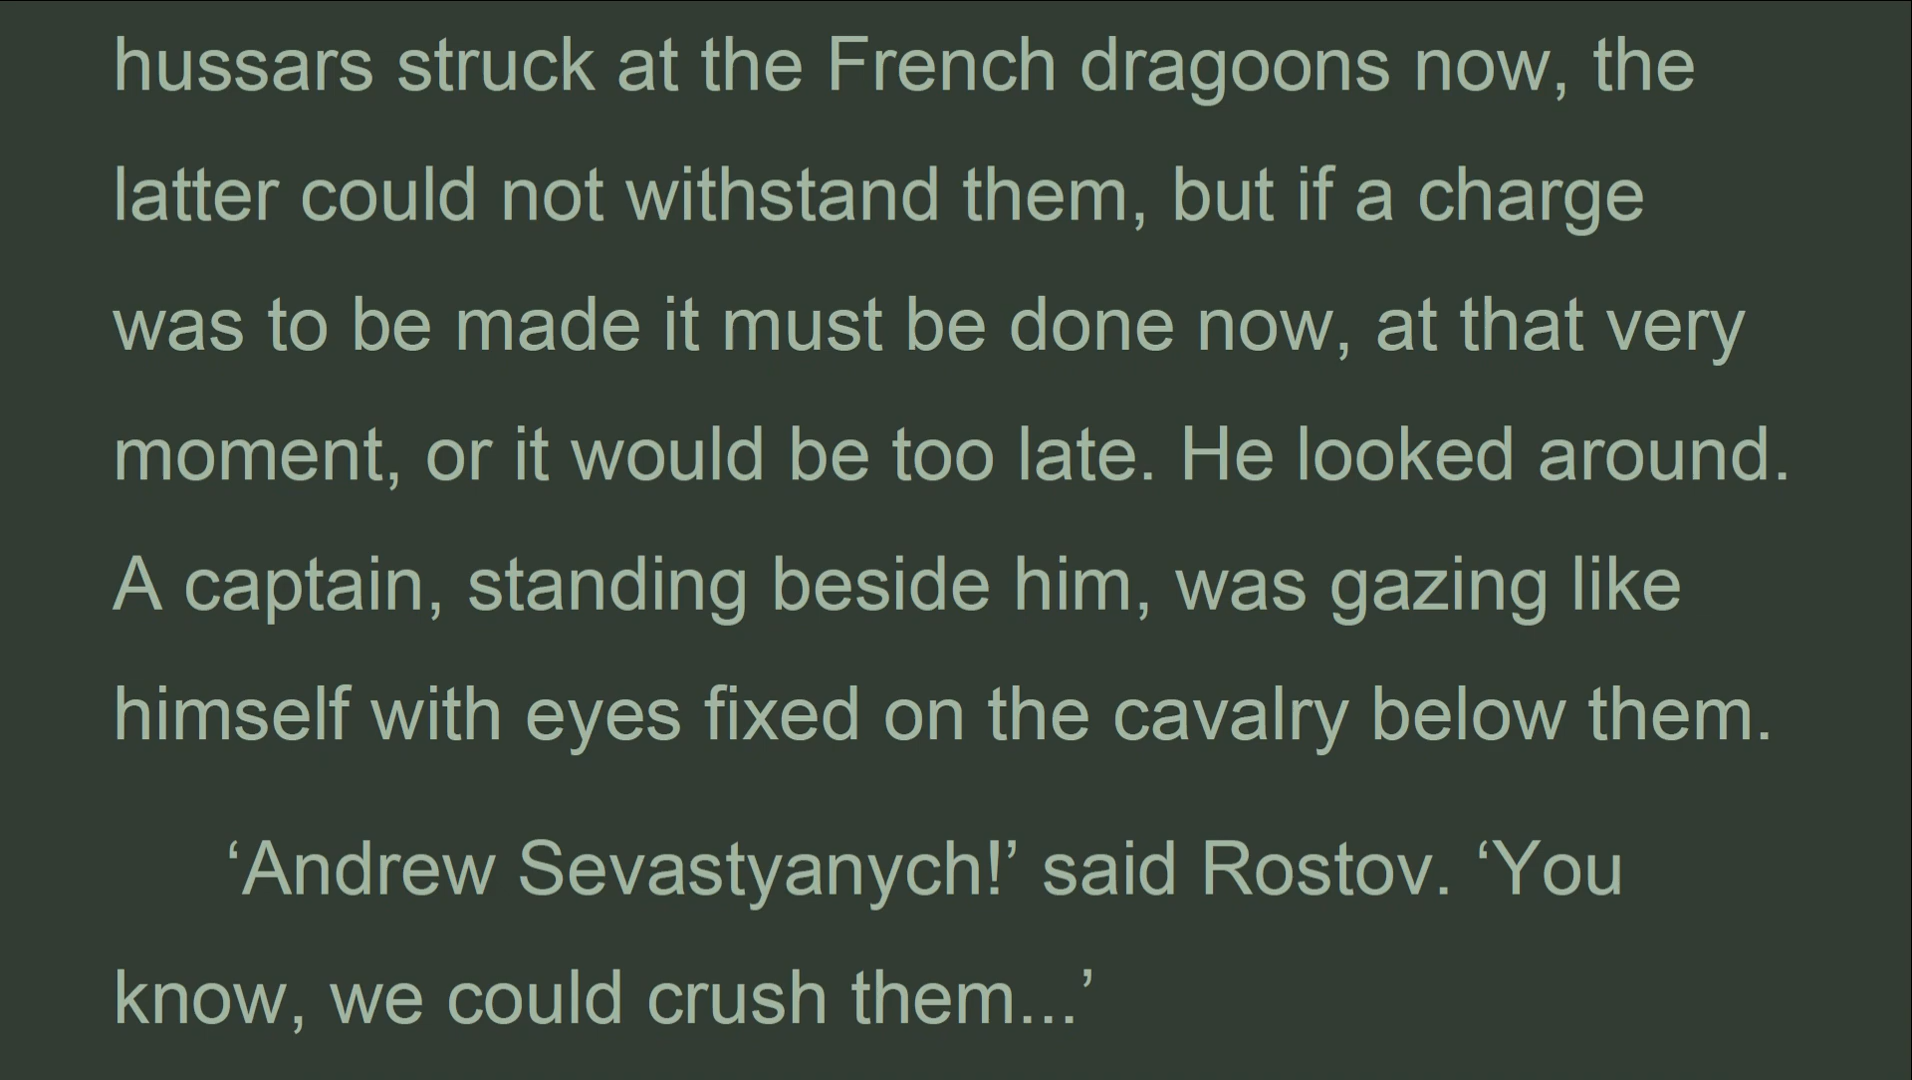 hussars struck at the French dragoons now, the
latter could not withstand them, but if a charge
was to be made it must be done now, at that very
moment, or it would be too late. He looked around.
A captain, standing beside him, was gazing like
himself with eyes fixed on the cavalry below them.
‘Andrew Sevastyanych!’ said Rostov. ‘You
know, we could crush them...’